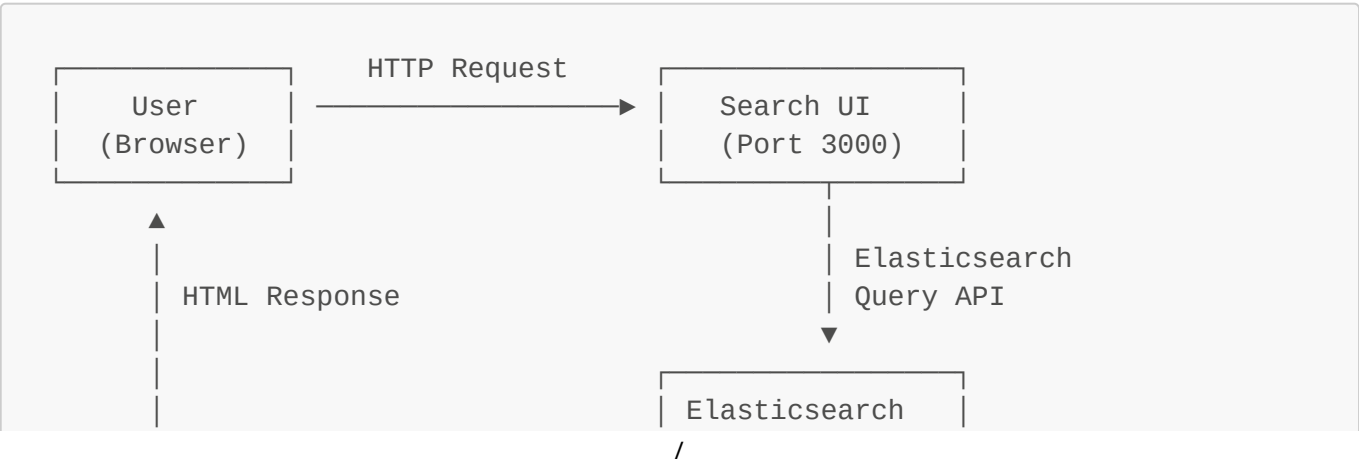 HTTP Request
User Search UI
(Browser) (Port 3000)
Elasticsearch
HTML Response Query API
Elasticsearch
/